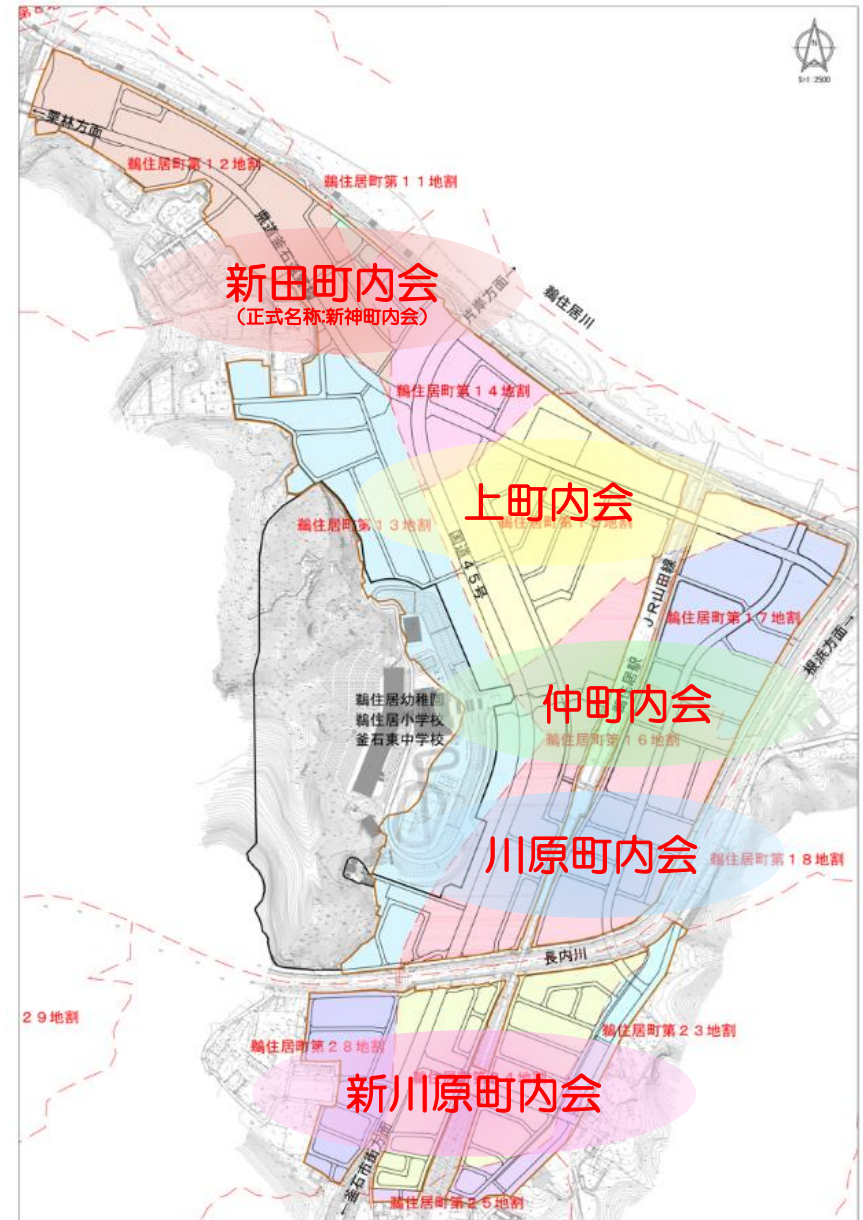 N
S=1:2500
←栗林方面
鵜住居町第12地割
鵜住居町第11地割
新田町内会
(正式名称:新神町内会)
片岸方面→
鵜住居川
鵜住居町第14地割
上町内会
鵜住居町第13地割
国道45号
JR山田線
鵜住居町第17地割
根浜方面→
鵜住居駅
仲町内会
鵜住居町第16地割
鵜住居幼稚園
鵜住居小学校
釜石東中学校
川原町内会
鵜住居町第18地割
長内川
29地割
鵜住居町第28地割
鵜住居町第23地割
新川原町内会
←釜石市街方面
鵜住居町第25地割